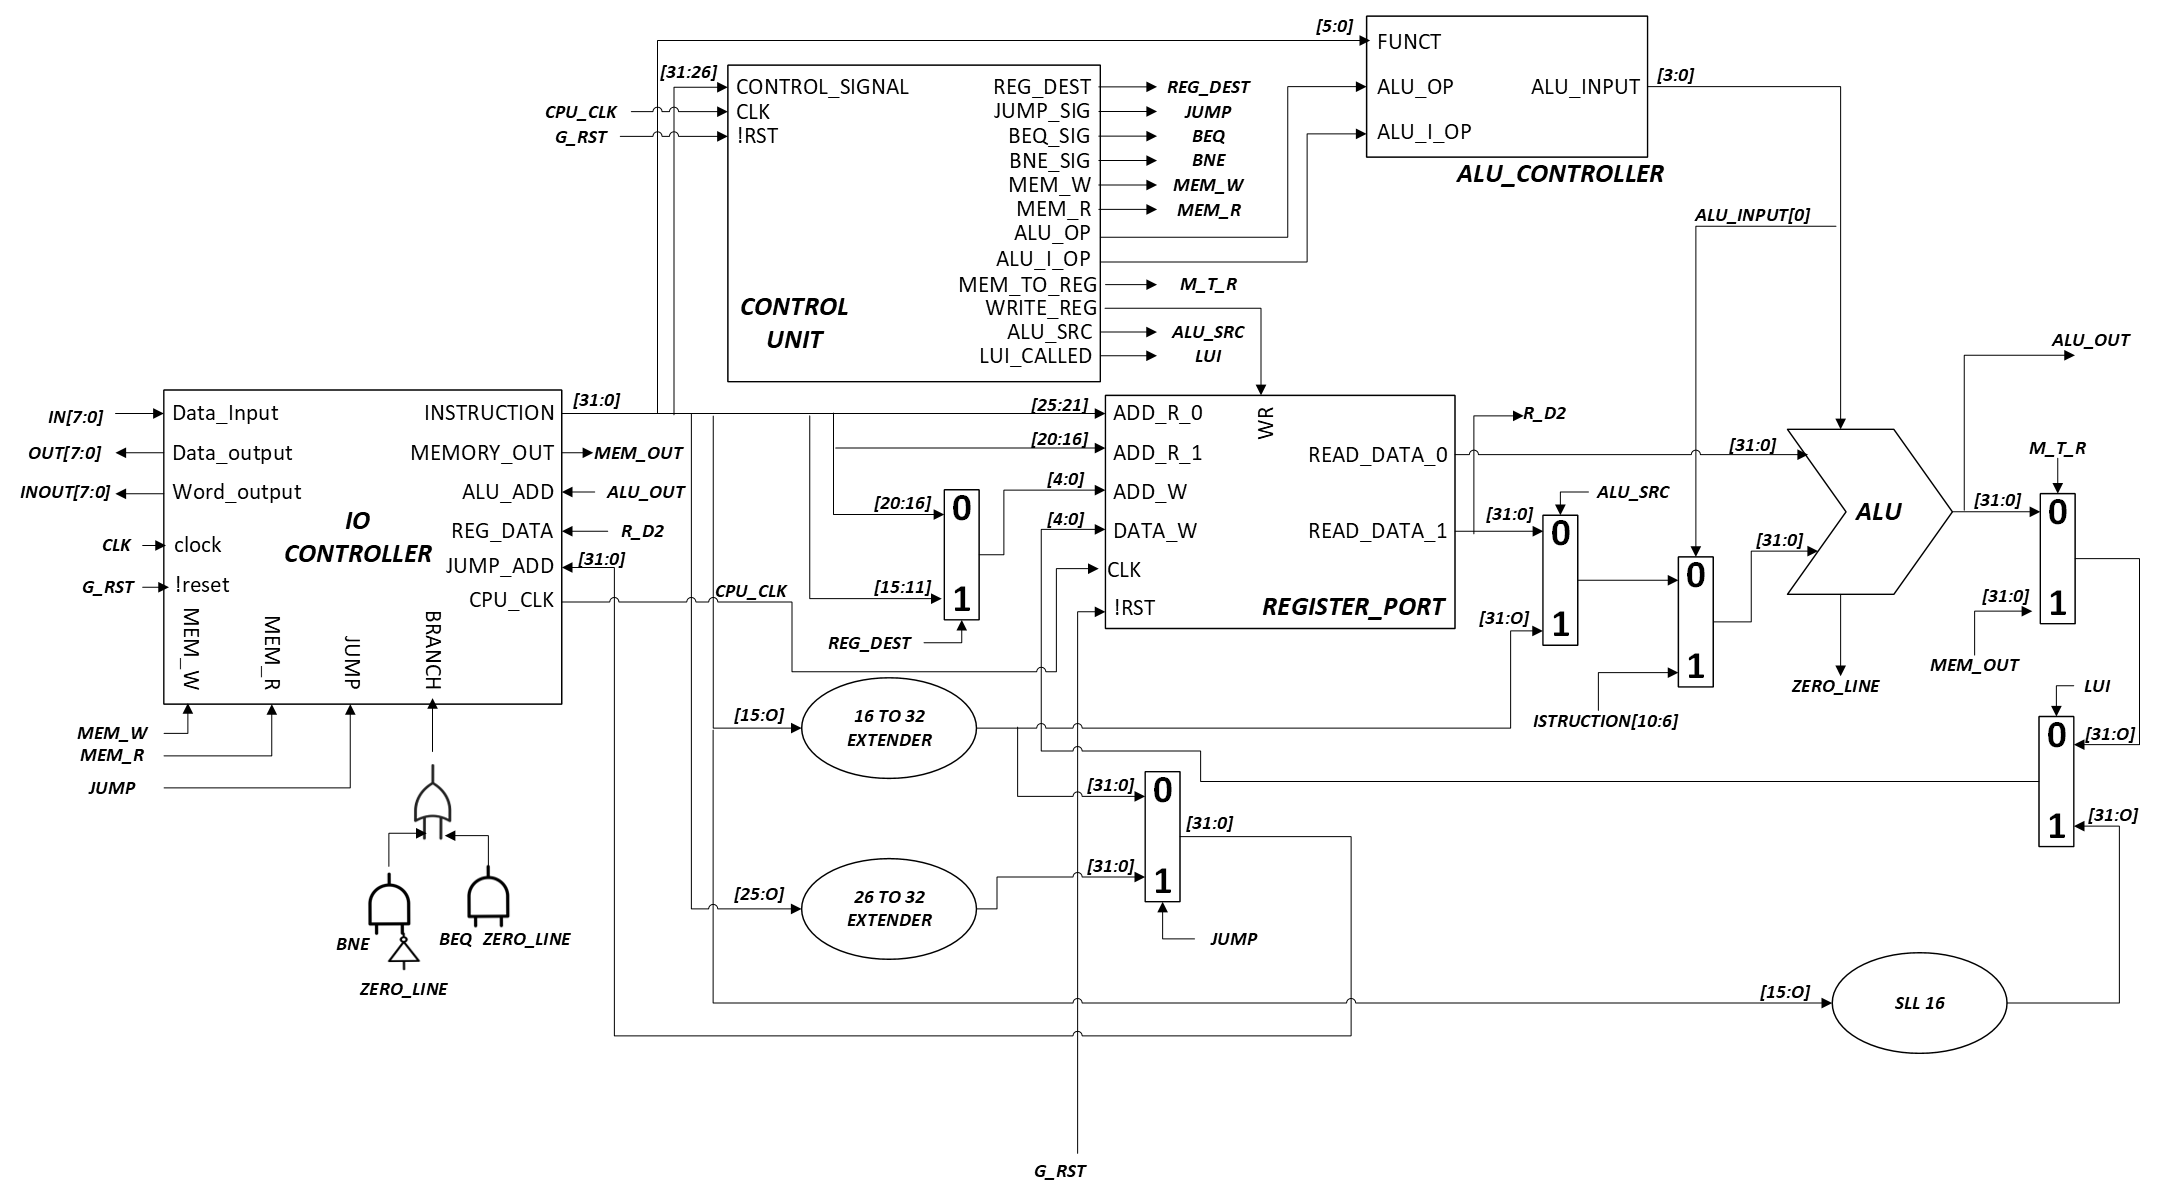 [5:0]
FUNCT
ALU_OP
ALU_INPUT
ALU_I_OP
[3:0]
ALU_CONTROLLER
[31:26]
CPU_CLK
G_RST
CONTROL_SIGNAL
CLK
!RST
CONTROL
UNIT
REG_DEST
JUMP_SIG
BEQ_SIG
BNE_SIG
MEM_W
MEM_R
ALU_OP
ALU_I_OP
MEM_TO_REG
WRITE_REG
ALU_SRC
LUI_CALLED
REG_DEST
JUMP
BEQ
BNE
MEM_W
MEM_R
M_T_R
ALU_SRC
LUI
ALU_INPUT[0]
ALU_OUT
IN[7:0]
OUT[7:0]
INOUT[7:0]
CLK
G_RST
Data_Input
Data_output
Word_output
clock
!reset
IO
CONTROLLER
INSTRUCTION
MEMORY_OUT
ALU_ADD
REG_DATA
JUMP_ADD
CPU_CLK
MEM_W
MEM_R
JUMP
BRANCH
[31:0]
MEM_OUT
ALU_OUT
R_D2
[31:0]
CPU_CLK
MEM_W
MEM_R
JUMP
BNE
BEQ
ZERO_LINE
ZERO_LINE
[20:16]
[15:11]
0
1
REG_DEST
[25:21]
[20:16]
[4:0]
[4:0]
ADD_R_0
ADD_R_1
ADD_W
DATA_W
CLK
!RST
WR
READ_DATA_0
READ_DATA_1
REGISTER_PORT
R_D2
[31:0]
[31:0]
ALU_SRC
0
1
[31:O]
0
1
ISTRUCTION[10:6]
[31:0]
ALU
ZERO_LINE
[31:0]
M_T_R
0
1
[31:0]
MEM_OUT
LUI
0
1
[31:O]
[31:O]
[15:O]
16 TO 32
EXTENDER
[25:O]
26 TO 32
EXTENDER
[31:0]
[31:0]
0
1
[31:0]
JUMP
[15:O]
SLL 16
G_RST